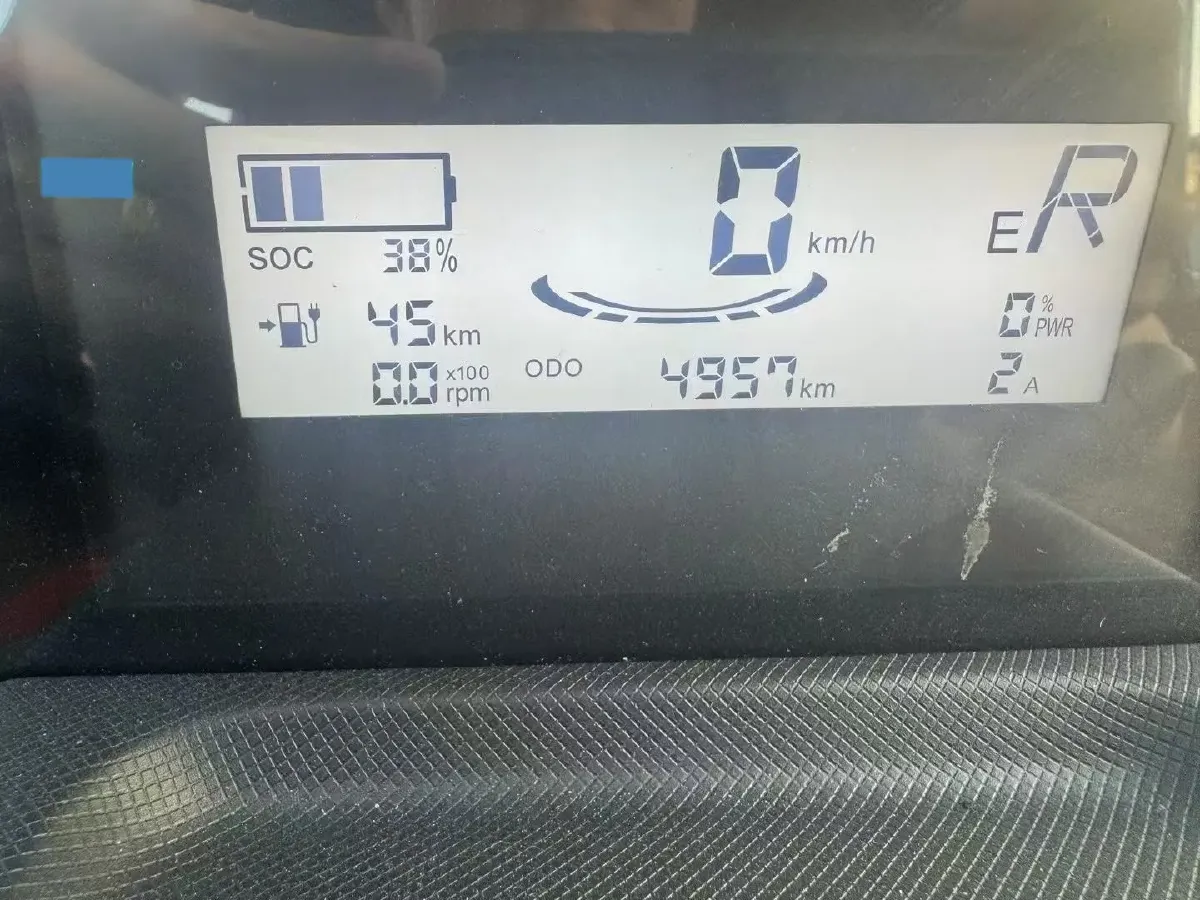 0 km/h
E R
SOC 38%
45 km
0 % PWR
0.0 x100 rpm
ODO 4957 km
2 A